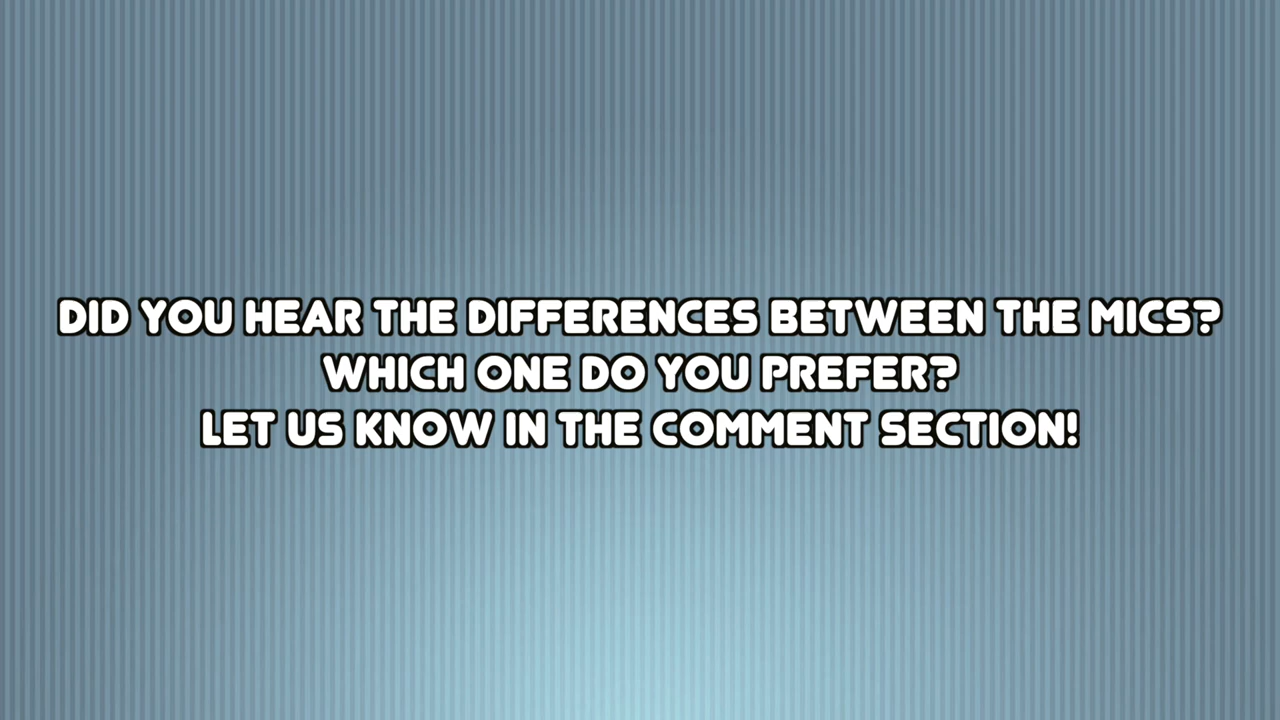 DID YOU HEAR THE DIFFERENCES BETWEEN THE MICS?
WHICH ONE DO YOU PREFER?
LET US KNOW IN THE COMMENT SECTION!